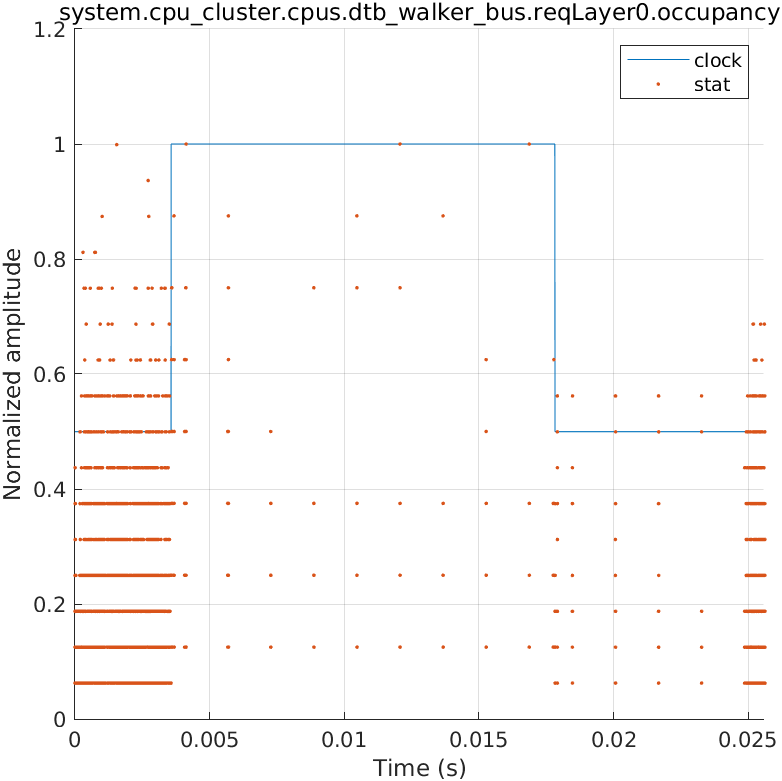 system.cpu_cluster.cpus.dtb_walker_bus.reqLayer0.occupancy
1.2
clock
stat
1
0.8
Normalized amplitude
0.6
0.4
0.2
0
0 0.005 0.01 0.015 0.02 0.025
Time (s)